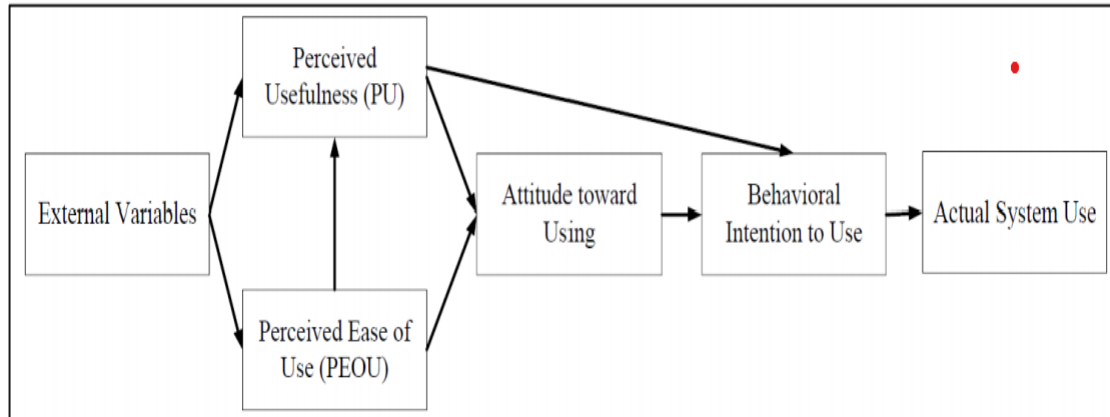 Perceived
Usefulness (PU)
External Variables
Attitude toward
Using
Behavioral
Intention to Use
Actual System Use
Perceived Ease of
Use (PEOU)